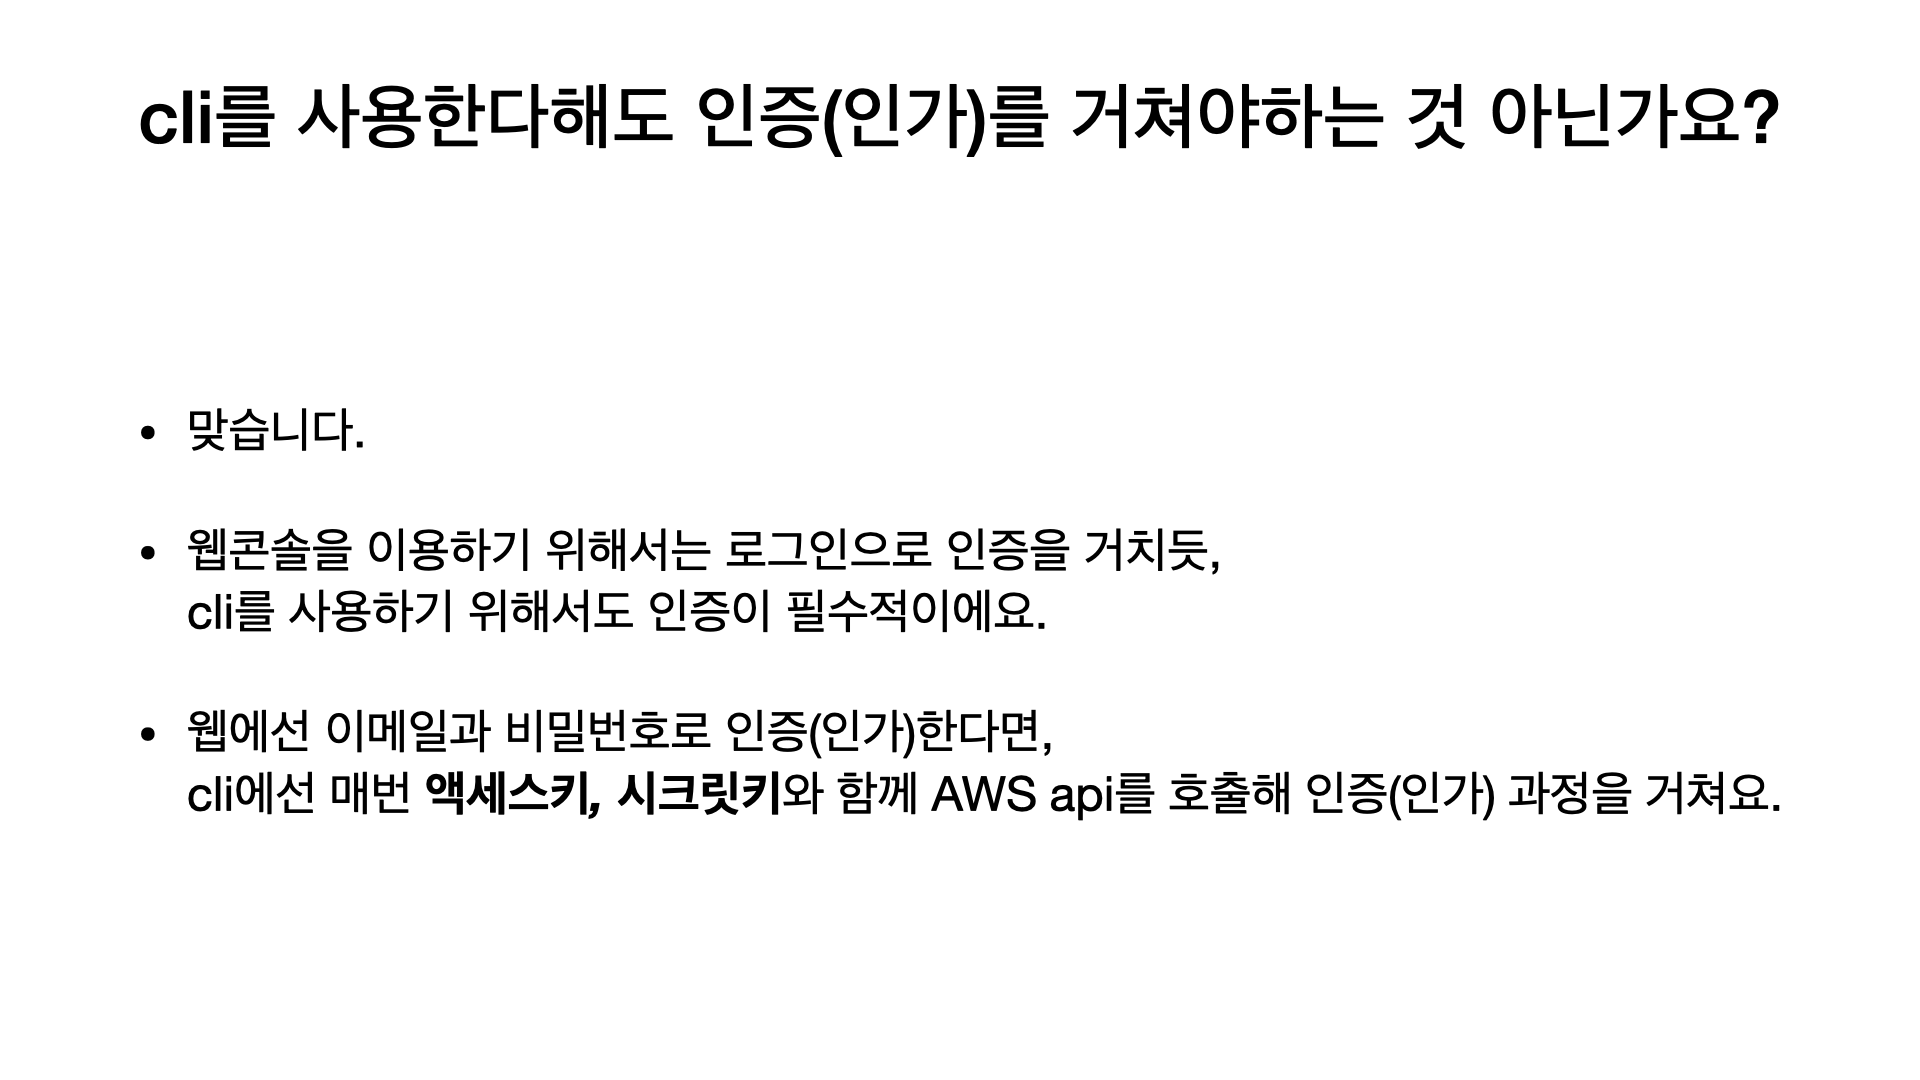 cli를 사용한다해도 인증(인가)를 거쳐야하는 것 아닌가요?
• 맞습니다.
• 웹콘솔을 이용하기 위해서는 로그인으로 인증을 거치듯,
cli를 사용하기 위해서도 인증이 필수적이에요.
• 웹에선 이메일과 비밀번호로 인증(인가)한다면,
cli에선 매번 액세스키, 시크릿키와 함께 AWS api를 호출해 인증(인가) 과정을 거쳐요.